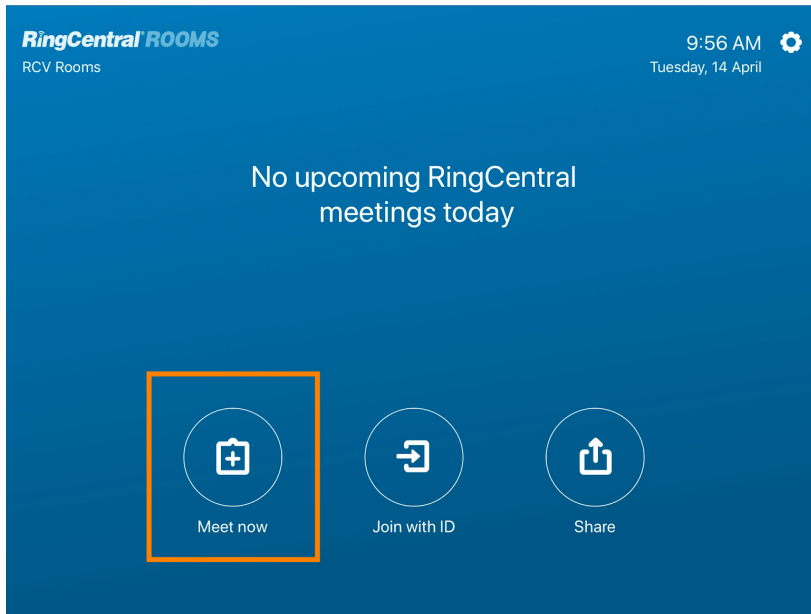 RingCentral ROOMS
RCV Rooms
9:56 AM
Tuesday, 14 April
No upcoming RingCentral
meetings today
Meet now
Join with ID
Share